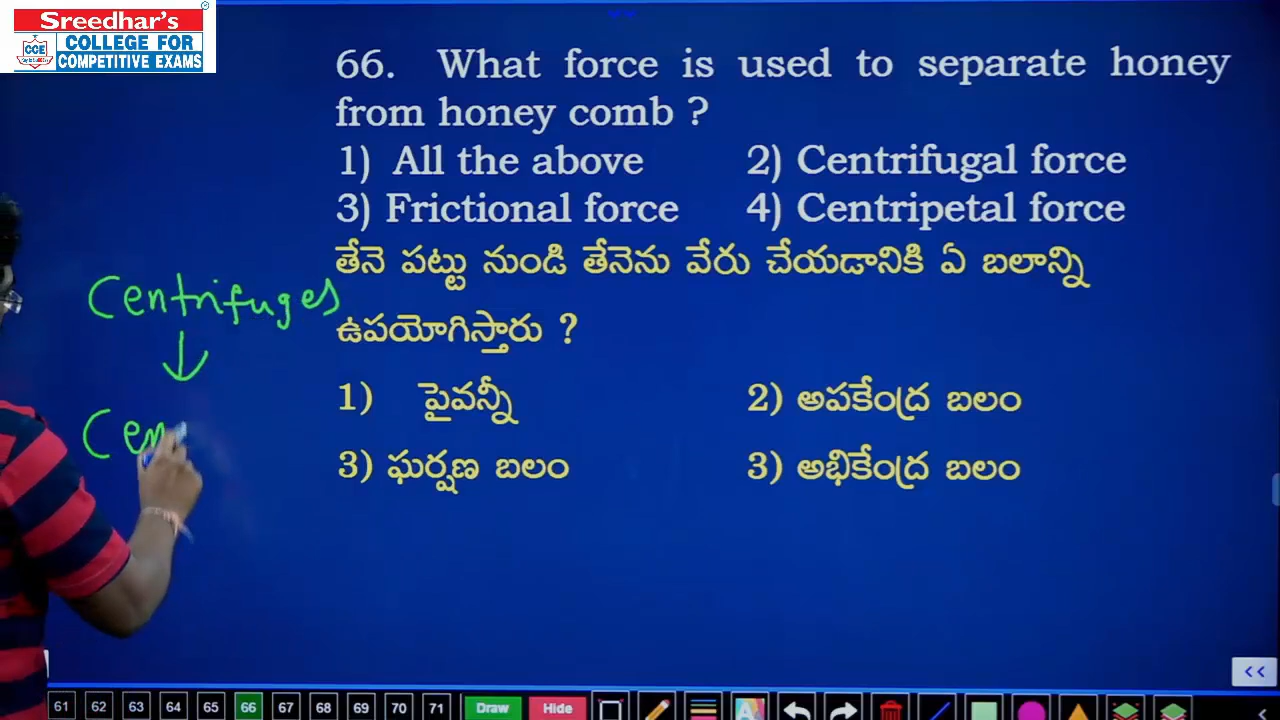 Sreedhar's
CCE
COLLEGE FOR
COMPETITIVE EXAMS
66. What force is used to separate honey
from honey comb ?
1) All the above 2) Centrifugal force
3) Frictional force 4) Centripetal force
తేనె పట్టు నుండి తేనెను వేరు చేయడానికి ఏ బలాన్ని
ఉపయోగిస్తారు ?
1) పైవన్నీ 2) అపకేంద్ర బలం
3) ఘర్షణ బలం 3) అభికేంద్ర బలం
Centrifuges
Cen
<<
61 62 63 64 65 66 67 68 69 70 71 Draw Hide